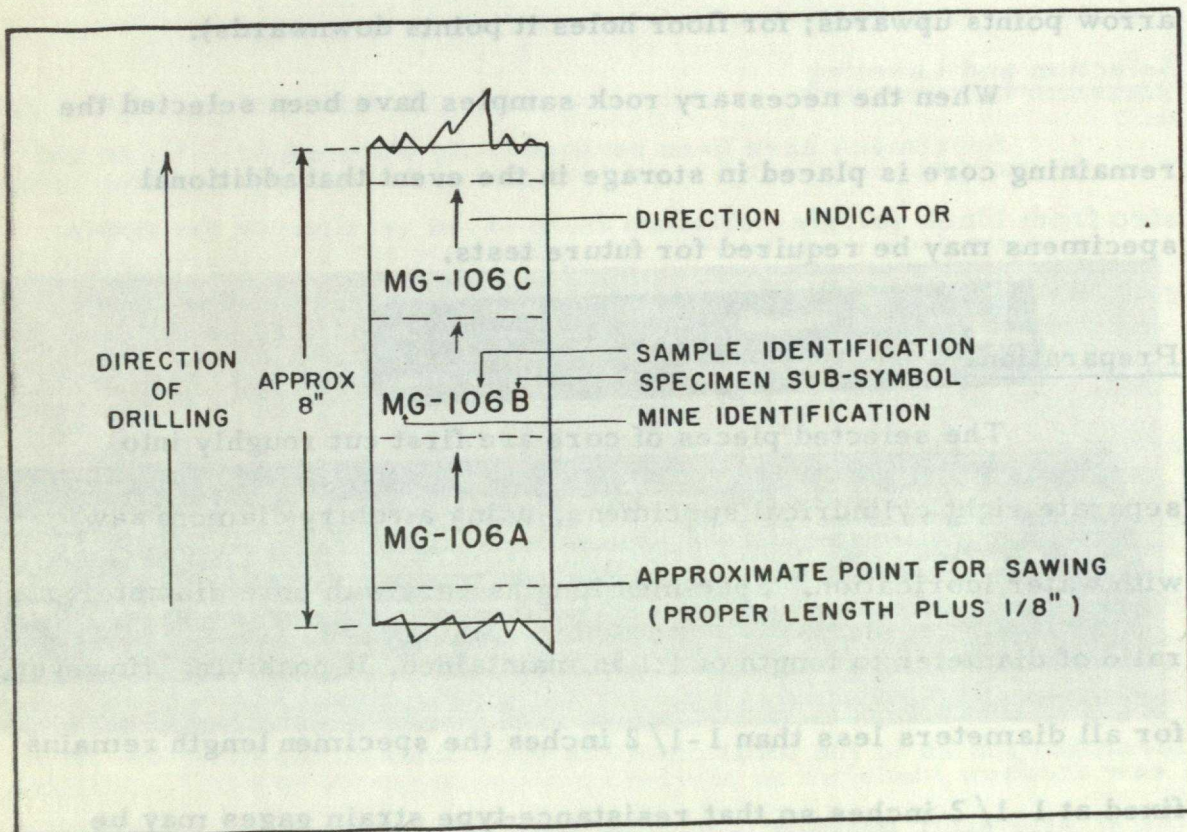 arrow points upwards; for floor holes it points downwards).
When the necessary rock samples have been selected the
remaining core is placed in storage in the event that additional
DIRECTION INDICATOR
specimens may be required for future tests.
MG-106C
DIRECTION
OF
DRILLING
APPROX
8"
SAMPLE IDENTIFICATION
Preparation
SPECIMEN SUB-SYMBOL
MG-106B
MINE IDENTIFICATION
The selected pieces of core are first cut roughly into
separate right cylindrical specimens, using
MG-106A
APPROXIMATE POINT FOR SAWING
(PROPER LENGTH PLUS 1/8")
with water lubrication.
ratio of diameter to length of 1:1 is maintained, if possible. However,
for all diameters less than 1-1/2 inches the specimen length remains
fixed at 1-1/2 inches so that resistance-type strain gages may be